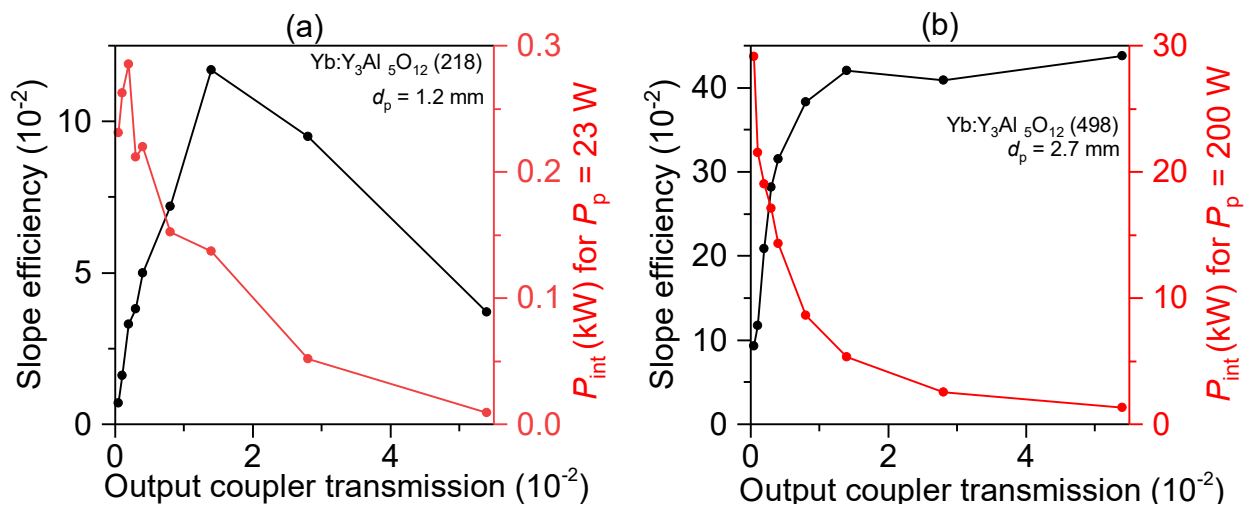 (a)
Yb:Y₃Al ₅O₁₂ (218)
dₚ = 1.2 mm
Slope efficiency (10⁻²)
0
5
10
0.0
0.1
0.2
0.3
P_int (kW) for Pₚ = 23 W
0
2
4
Output coupler transmission (10⁻²)
(b)
Yb:Y₃Al ₅O₁₂ (498)
dₚ = 2.7 mm
Slope efficiency (10⁻²)
0
10
20
30
40
0
10
20
30
P_int (kW) for Pₚ = 200 W
0
2
4
Output coupler transmission (10⁻²)